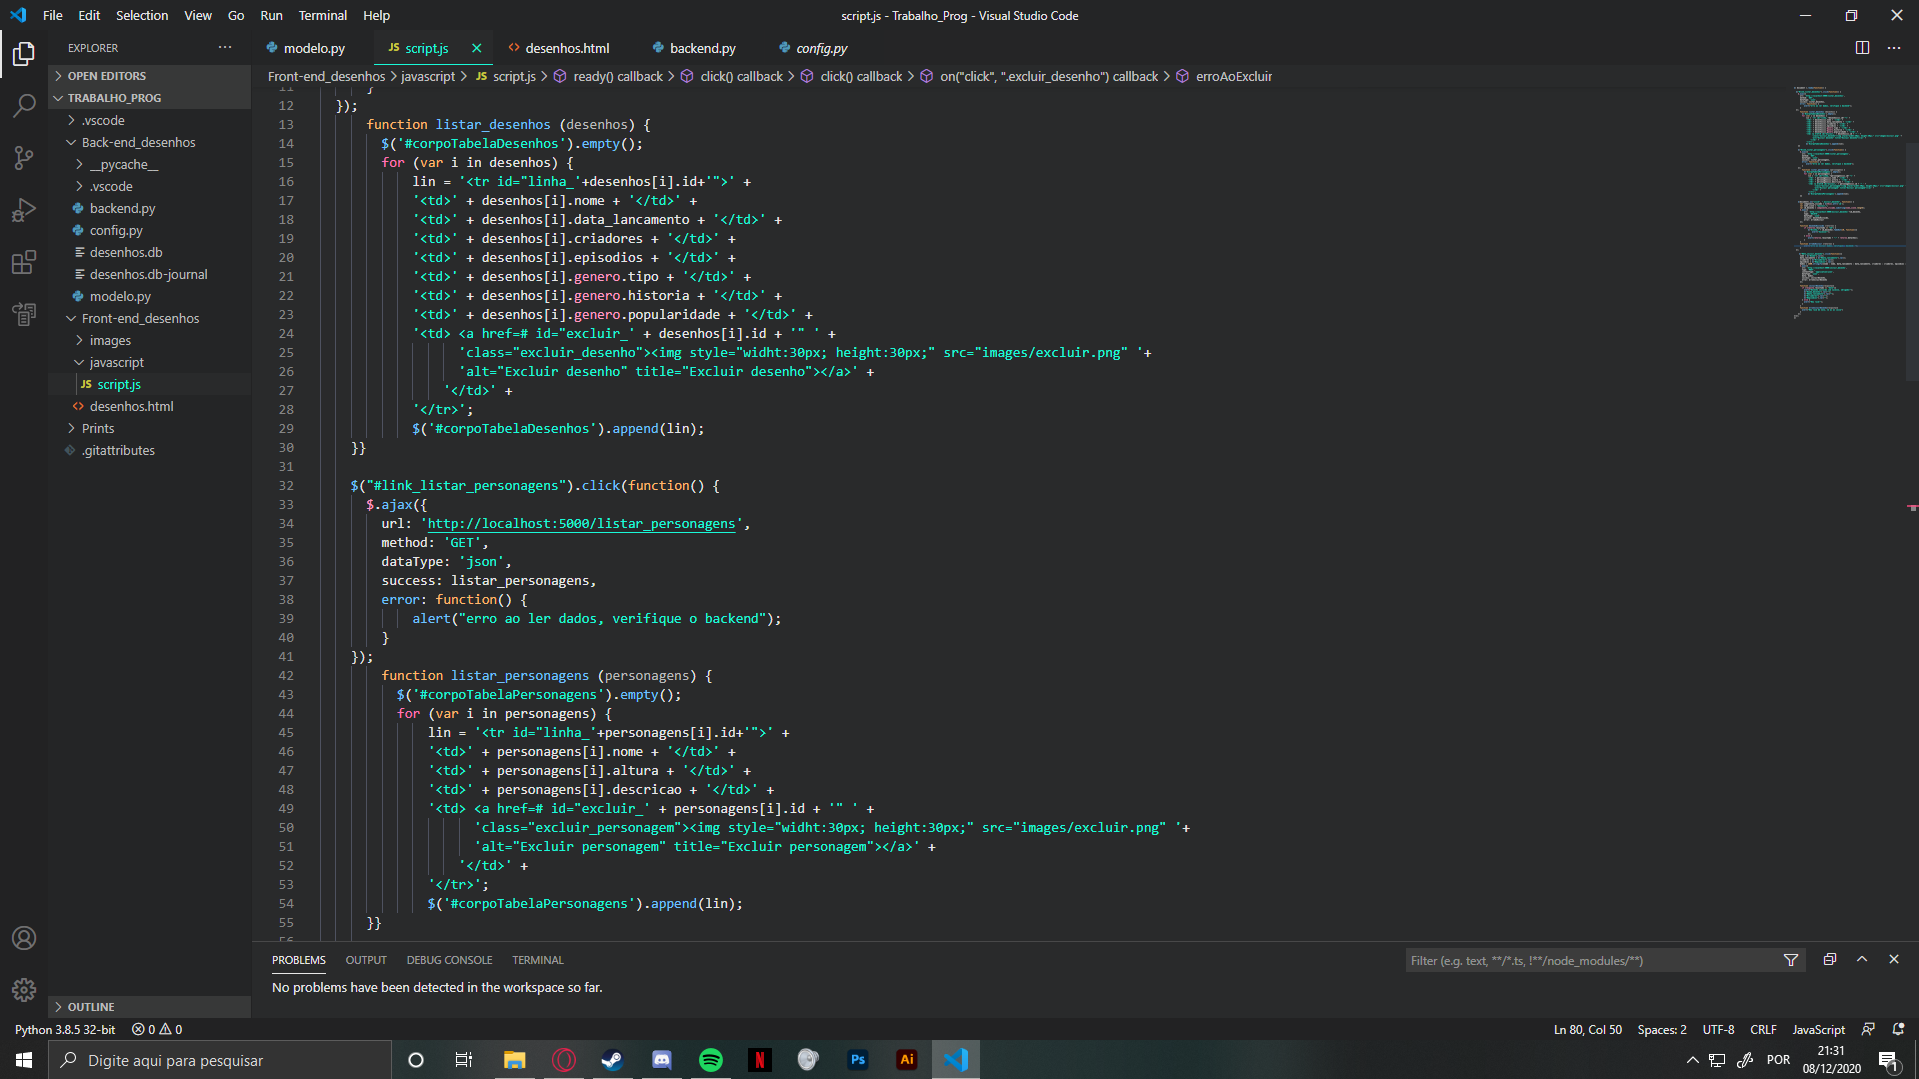 File Edit Selection View Go Run Terminal Help script.js - Trabalho_Prog - Visual Studio Code
EXPLORER ···
OPEN EDITORS
TRABALHO_PROG
.vscode
Back-end_desenhos
__pycache__
.vscode
backend.py
config.py
desenhos.db
desenhos.db-journal
modelo.py
Front-end_desenhos
images
javascript
JS script.js
desenhos.html
Prints
.gitattributes
OUTLINE
modelo.py JS script.js desenhos.html backend.py config.py
Front-end_desenhos > javascript > JS script.js > ready() callback > click() callback > click() callback > on("click", ".excluir_desenho") callback > erroAoExcluir
11 }
12 });
13 function listar_desenhos (desenhos) {
14 $('#corpoTabelaDesenhos').empty();
15 for (var i in desenhos) {
16 lin = '<tr id="linha_'+desenhos[i].id+'">' +
17 '<td>' + desenhos[i].nome + '</td>' +
18 '<td>' + desenhos[i].data_lancamento + '</td>' +
19 '<td>' + desenhos[i].criadores + '</td>' +
20 '<td>' + desenhos[i].episodios + '</td>' +
21 '<td>' + desenhos[i].genero.tipo + '</td>' +
22 '<td>' + desenhos[i].genero.historia + '</td>' +
23 '<td>' + desenhos[i].genero.popularidade + '</td>' +
24 '<td> <a href=# id="excluir_' + desenhos[i].id + '" ' +
25 'class="excluir_desenho"><img style="widht:30px; height:30px;" src="images/excluir.png" '+
26 'alt="Excluir desenho" title="Excluir desenho"></a>' +
27 '</td>' +
28 '</tr>';
29 $('#corpoTabelaDesenhos').append(lin);
30 }}
31
32 $("#link_listar_personagens").click(function() {
33 $.ajax({
34 url: 'http://localhost:5000/listar_personagens',
35 method: 'GET',
36 dataType: 'json',
37 success: listar_personagens,
38 error: function() {
39 alert("erro ao ler dados, verifique o backend");
40 }
41 });
42 function listar_personagens (personagens) {
43 $('#corpoTabelaPersonagens').empty();
44 for (var i in personagens) {
45 lin = '<tr id="linha_'+personagens[i].id+'">' +
46 '<td>' + personagens[i].nome + '</td>' +
47 '<td>' + personagens[i].altura + '</td>' +
48 '<td>' + personagens[i].descricao + '</td>' +
49 '<td> <a href=# id="excluir_' + personagens[i].id + '" ' +
50 'class="excluir_personagem"><img style="widht:30px; height:30px;" src="images/excluir.png" '+
51 'alt="Excluir personagem" title="Excluir personagem"></a>' +
52 '</td>' +
53 '</tr>';
54 $('#corpoTabelaPersonagens').append(lin);
55 }}
56
PROBLEMS OUTPUT DEBUG CONSOLE TERMINAL Filter (e.g. text, **/*.ts, !**/node_modules/**)
No problems have been detected in the workspace so far.
Python 3.8.5 32-bit 0 0 Ln 80, Col 50 Spaces: 2 UTF-8 CRLF JavaScript
Digite aqui para pesquisar N Ps Ai POR 21:31
08/12/2020 1